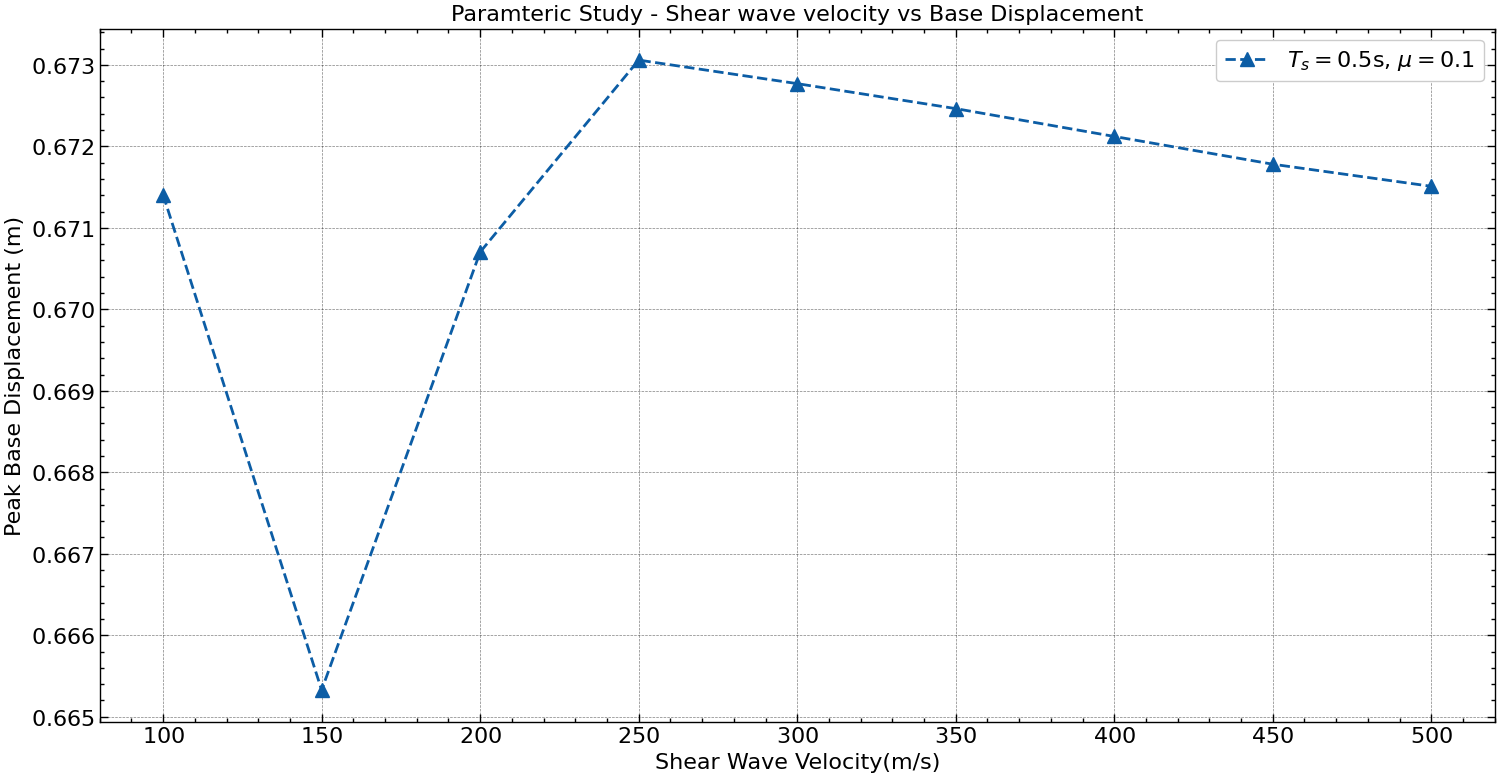 Paramteric Study - Shear wave velocity vs Base Displacement
T_s = 0.5s, μ = 0.1
Peak Base Displacement (m)
0.673
0.672
0.671
0.670
0.669
0.668
0.667
0.666
0.665
100 150 200 250 300 350 400 450 500
Shear Wave Velocity(m/s)